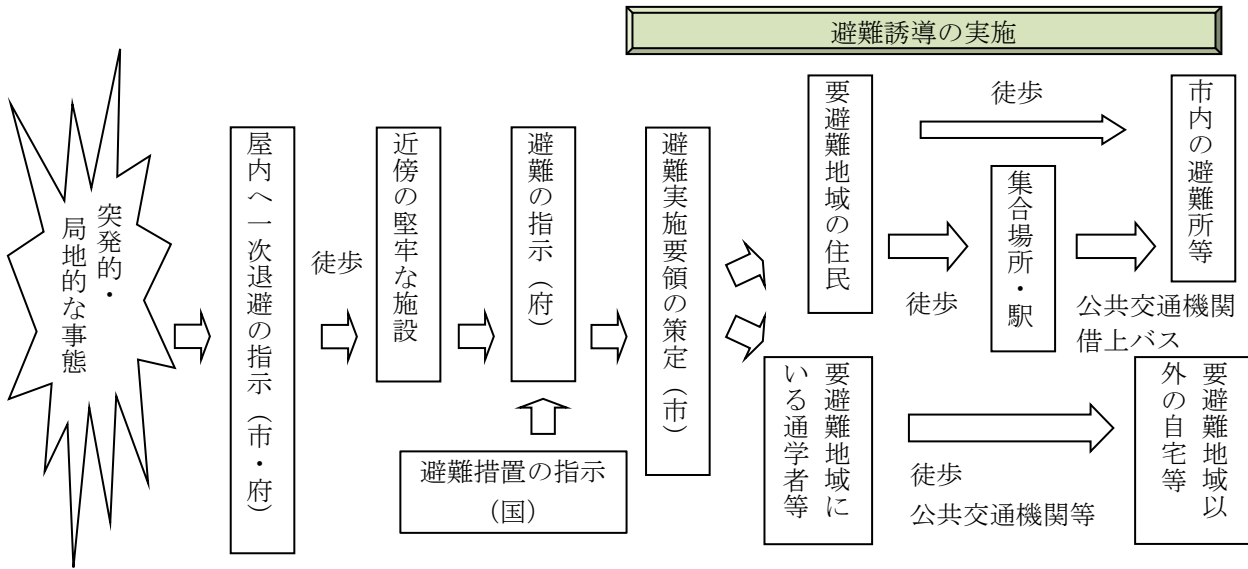 避難誘導の実施
突発的・
局地的な事態
屋内へ一次退避の指示（市・府）
徒歩
近傍の堅牢な施設
避難の指示（府）
避難措置の指示
（国）
避難実施要領の策定（市）
要避難地域の住民
徒歩
徒歩
集合場所・駅
公共交通機関
借上バス
市内の避難所等
要避難地域に
いる通学者等
徒歩
公共交通機関等
要避難地域以
外の自宅等